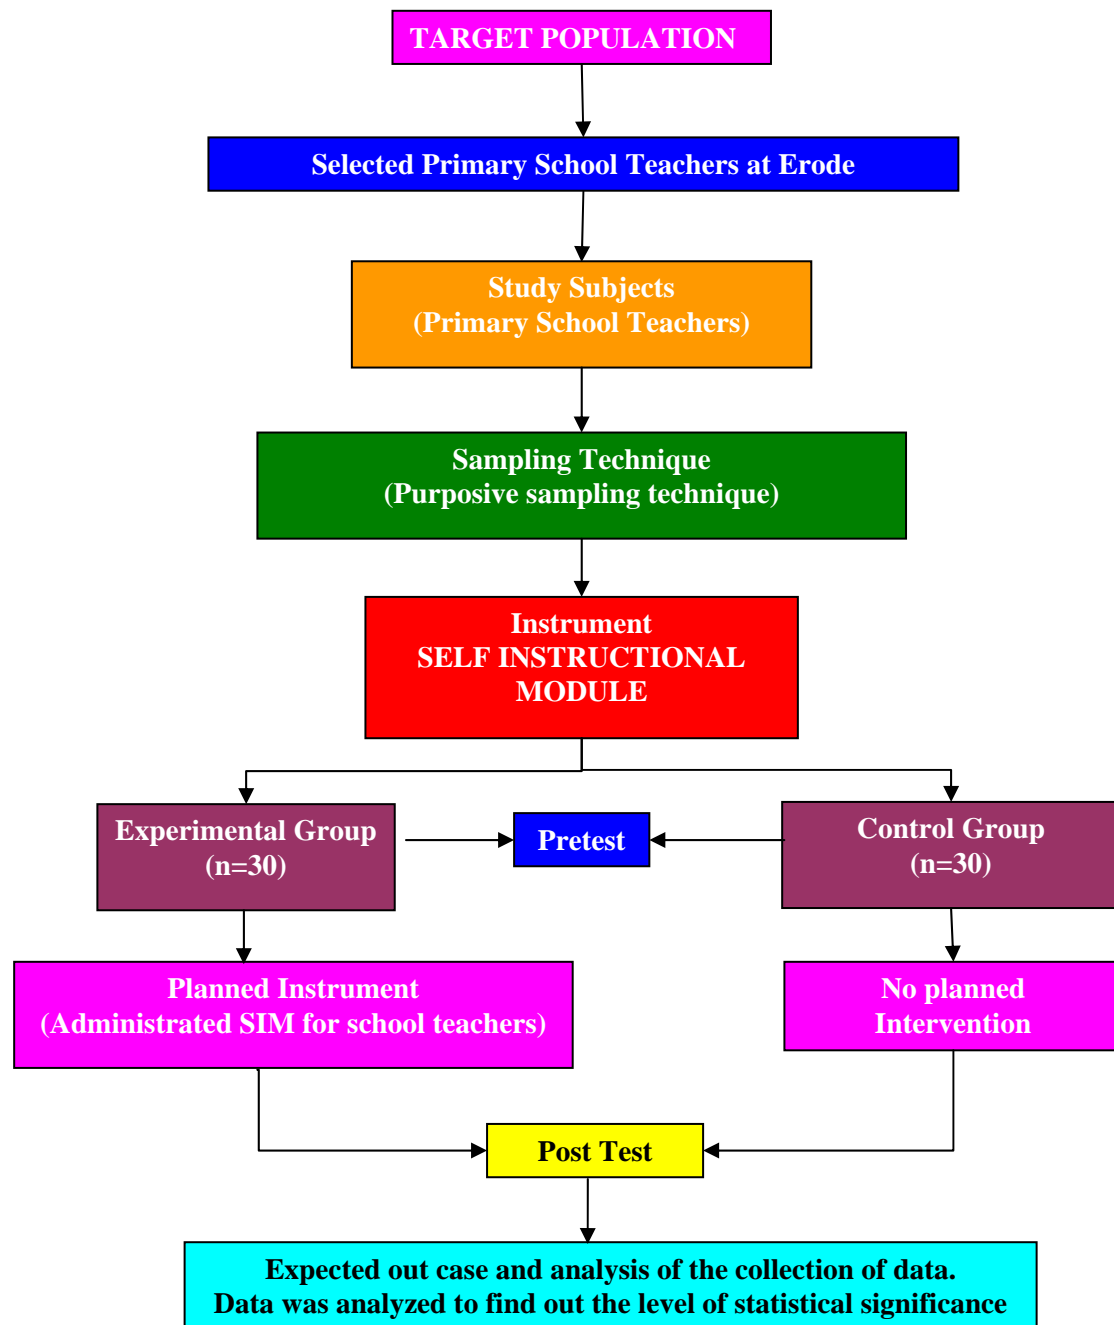 TARGET POPULATION
Selected Primary School Teachers at Erode
Study Subjects
(Primary School Teachers)
Sampling Technique
(Purposive sampling technique)
Instrument
SELF INSTRUCTIONAL
MODULE
Experimental Group
(n=30)
Pretest
Control Group
(n=30)
Planned Instrument
(Administrated SIM for school teachers)
No planned
Intervention
Post Test
Expected out case and analysis of the collection of data.
Data was analyzed to find out the level of statistical significance